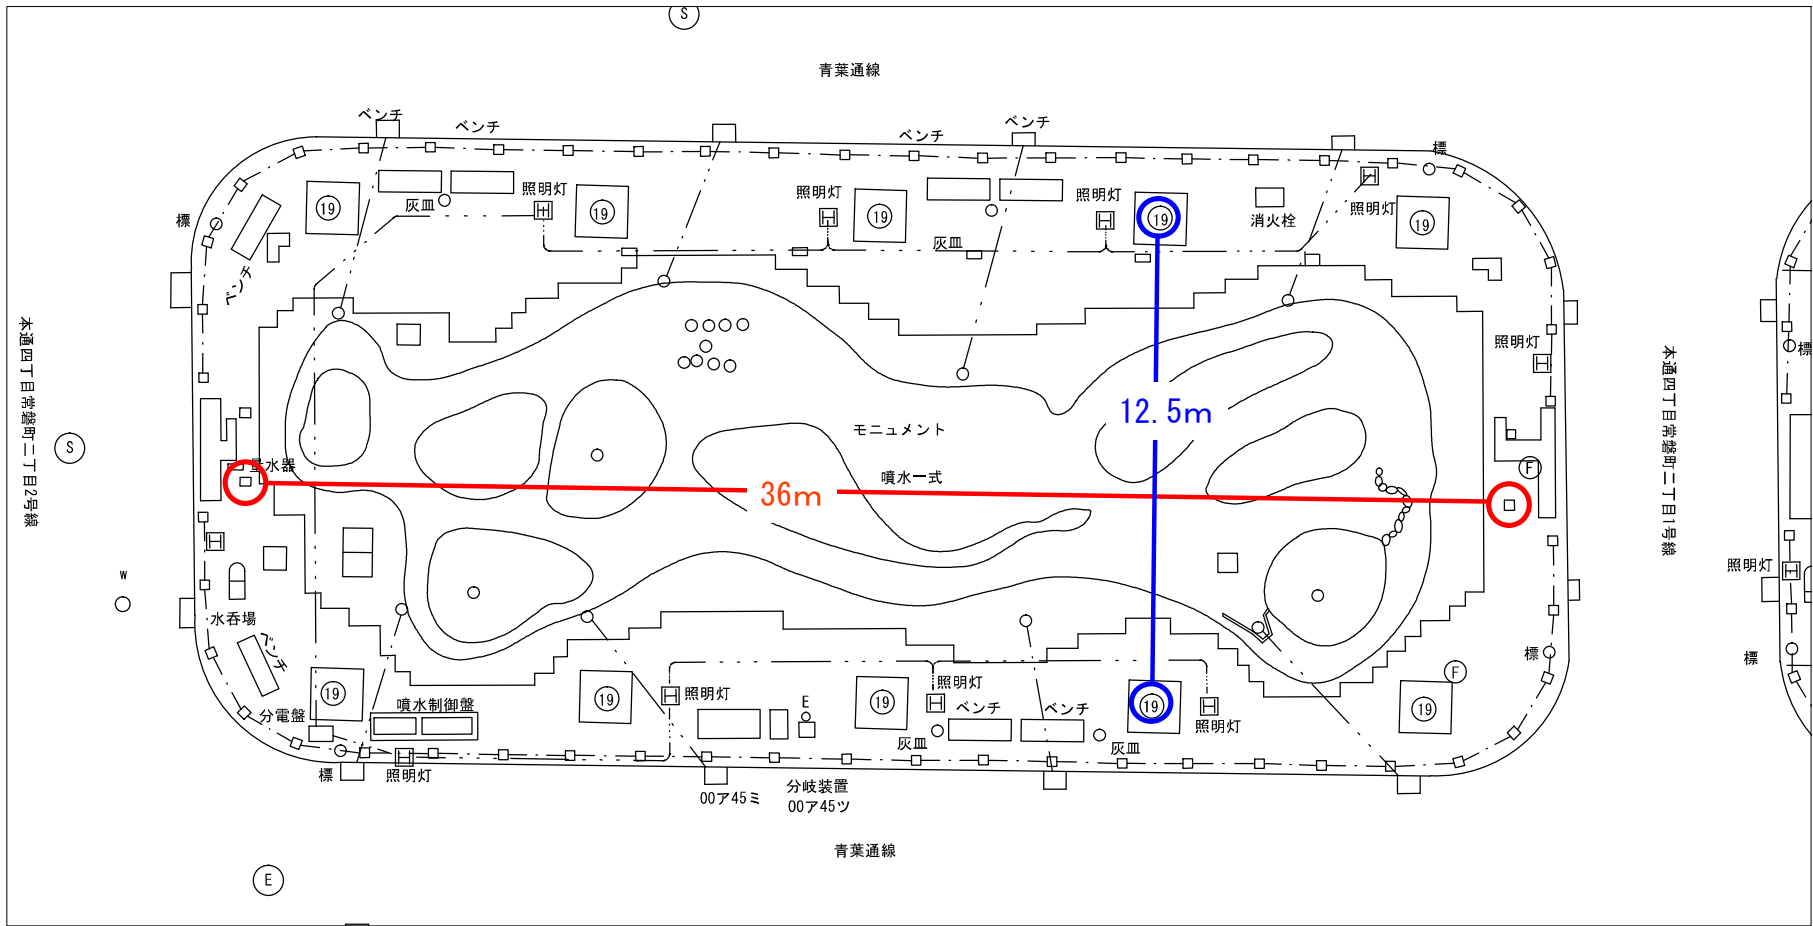 S
青葉通線
ベンチ
ベンチ
ベンチ
ベンチ
標
標
灰皿
照明灯
照明灯
照明灯
照明灯
消火栓
灰皿
19
19
19
19
19
ベンチ
本通四丁目常磐町二丁目2号線
本通四丁目常磐町二丁目1号線
照明灯
標
12.5m
モニュメント
S
量水器
噴水一式
36m
F
W
水呑場
照明灯
ベンチ
標
標
F
19
19
19
19
19
照明灯
照明灯
照明灯
分電盤
噴水制御盤
E
ベンチ
ベンチ
灰皿
灰皿
標
照明灯
00ア45ミ
分岐装置
00ア45ツ
青葉通線
E